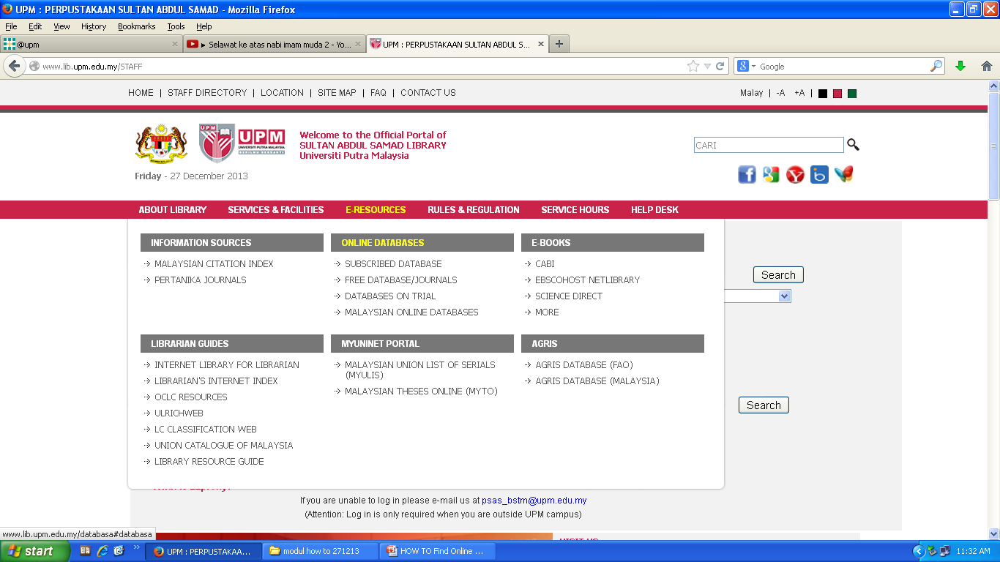 UPM : PERPUSTAKAAN SULTAN ABDUL SAMAD - Mozilla Firefox
File Edit View History Bookmarks Tools Help
@upm
► Selawat ke atas nabi imam muda 2 - Yo...
UPM : PERPUSTAKAAN SULTAN ABDUL S...
www.lib.upm.edu.my/STAFF
Google
HOME | STAFF DIRECTORY | LOCATION | SITE MAP | FAQ | CONTACT US
Malay | -A +A |
UPM
UPM
UNIVERSITI PUTRA MALAYSIA
BERILMU BERBAKTI
Welcome to the Official Portal of
SULTAN ABDUL SAMAD LIBRARY
Universiti Putra Malaysia
CARI
Friday - 27 December 2013
ABOUT LIBRARY SERVICES & FACILITIES E-RESOURCES RULES & REGULATION SERVICE HOURS HELP DESK
INFORMATION SOURCES
MALAYSIAN CITATION INDEX
PERTANIKA JOURNALS
ONLINE DATABASES
SUBSCRIBED DATABASE
FREE DATABASE/JOURNALS
DATABASES ON TRIAL
MALAYSIAN ONLINE DATABASES
E-BOOKS
CABI
EBSCOHOST NETLIBRARY
SCIENCE DIRECT
MORE
Search
LIBRARIAN GUIDES
INTERNET LIBRARY FOR LIBRARIAN
LIBRARIAN'S INTERNET INDEX
OCLC RESOURCES
ULRICHWEB
LC CLASSIFICATION WEB
UNION CATALOGUE OF MALAYSIA
LIBRARY RESOURCE GUIDE
MYUNINET PORTAL
MALAYSIAN UNION LIST OF SERIALS
(MYULIS)
MALAYSIAN THESES ONLINE (MYTO)
AGRIS
AGRIS DATABASE (FAO)
AGRIS DATABASE (MALAYSIA)
Search
If you are unable to log in please e-mail us at psas_bstm@upm.edu.my
(Attention: Log in is only required when you are outside UPM campus)
www.lib.upm.edu.my/databasa#databasa
VISIT US
start
UPM : PERPUSTAKAA...
modul how to 271213
HOW TO Find Online ...
11:32 AM